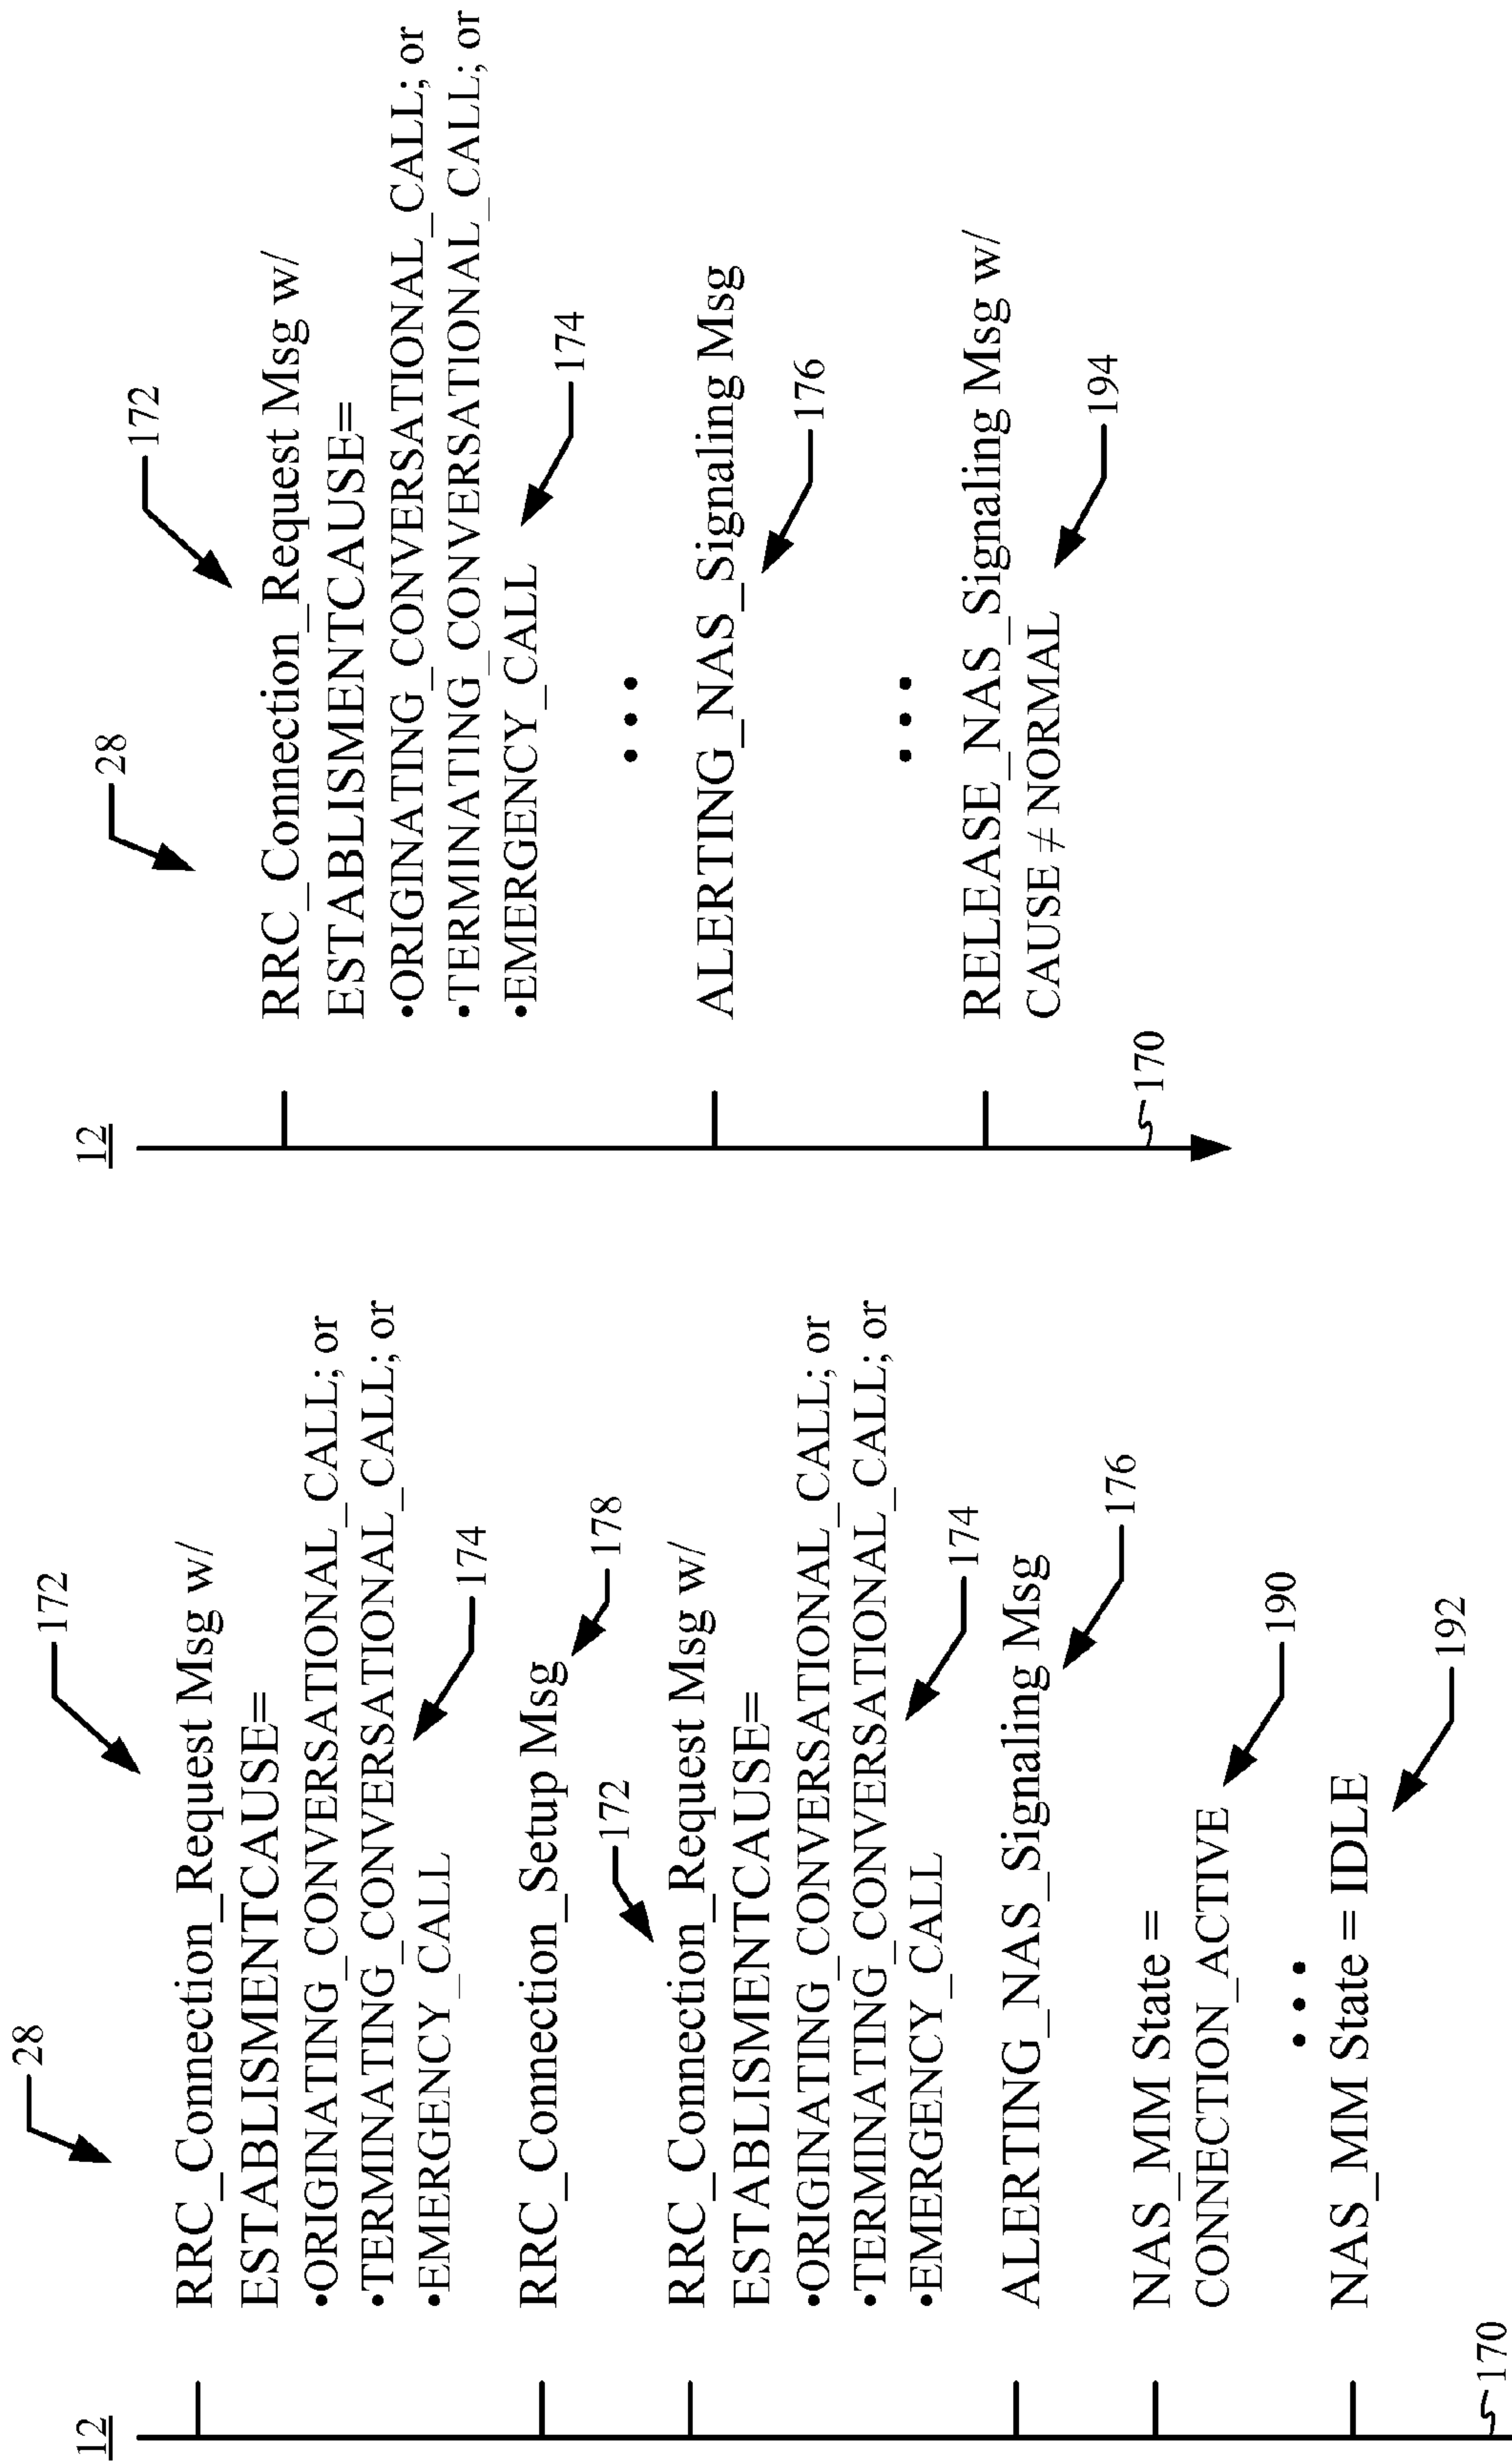 12
28
172
RRC_Connection_Request Msg w/
ESTABLISMENTCAUSE=
•ORIGINATING_CONVERSATIONAL_CALL; or
•TERMINATING_CONVERSATIONAL_CALL; or
•EMERGENCY_CALL
174
RRC_Connection_Setup Msg
178
172
RRC_Connection_Request Msg w/
ESTABLISMENTCAUSE=
•ORIGINATING_CONVERSATIONAL_CALL; or
•TERMINATING_CONVERSATIONAL_CALL; or
•EMERGENCY_CALL
174
ALERTING_NAS_Signaling Msg
176
NAS_MM State =
CONNECTION_ACTIVE
190
• • •
NAS_MM State = IDLE
192
170
12
28
172
RRC_Connection_Request Msg w/
ESTABLISMENTCAUSE=
•ORIGINATING_CONVERSATIONAL_CALL; or
•TERMINATING_CONVERSATIONAL_CALL; or
•EMERGENCY_CALL
174
• • •
ALERTING_NAS_Signaling Msg
176
• • •
RELEASE_NAS_Signaling Msg w/
CAUSE ≠ NORMAL
194
170